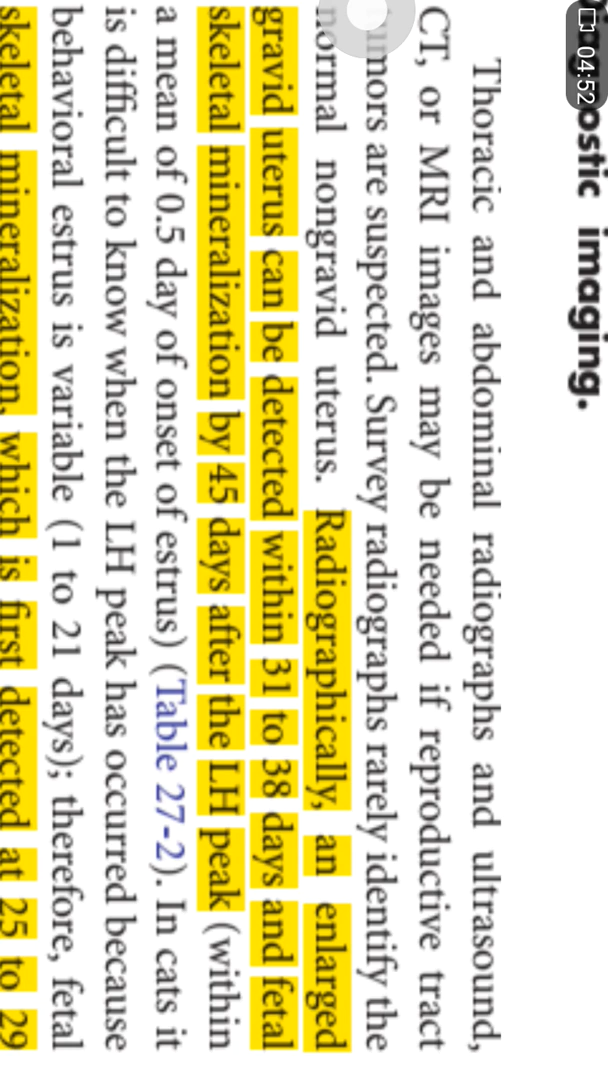 ostic imaging.
04:52
Thoracic and abdominal radiographs and ultrasound,
CT, or MRI images may be needed if reproductive tract
tumors are suspected. Survey radiographs rarely identify the
normal nongravid uterus. Radiographically, an enlarged
gravid uterus can be detected within 31 to 38 days and fetal
skeletal mineralization by 45 days after the LH peak (within
a mean of 0.5 day of onset of estrus) (Table 27-2). In cats it
is difficult to know when the LH peak has occurred because
behavioral estrus is variable (1 to 21 days); therefore, fetal
skeletal mineralization, which is first detected at 25 to 29